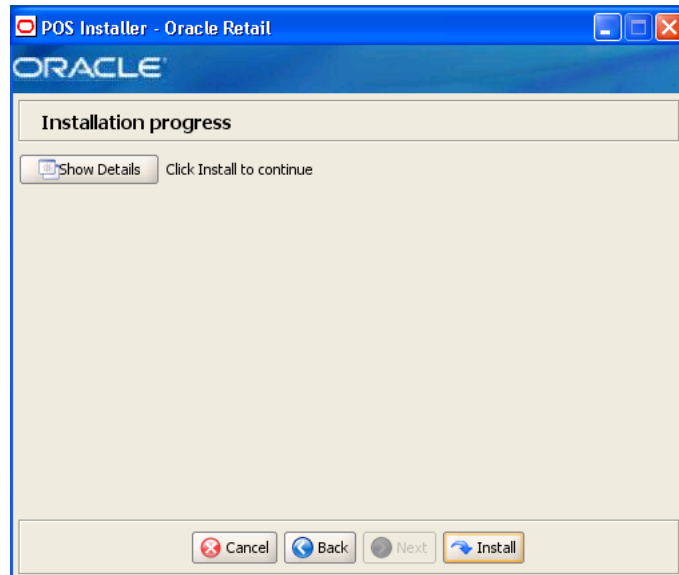 POS Installer - Oracle Retail
ORACLE
Installation progress
Show Details Click Install to continue
Cancel Back Next Install